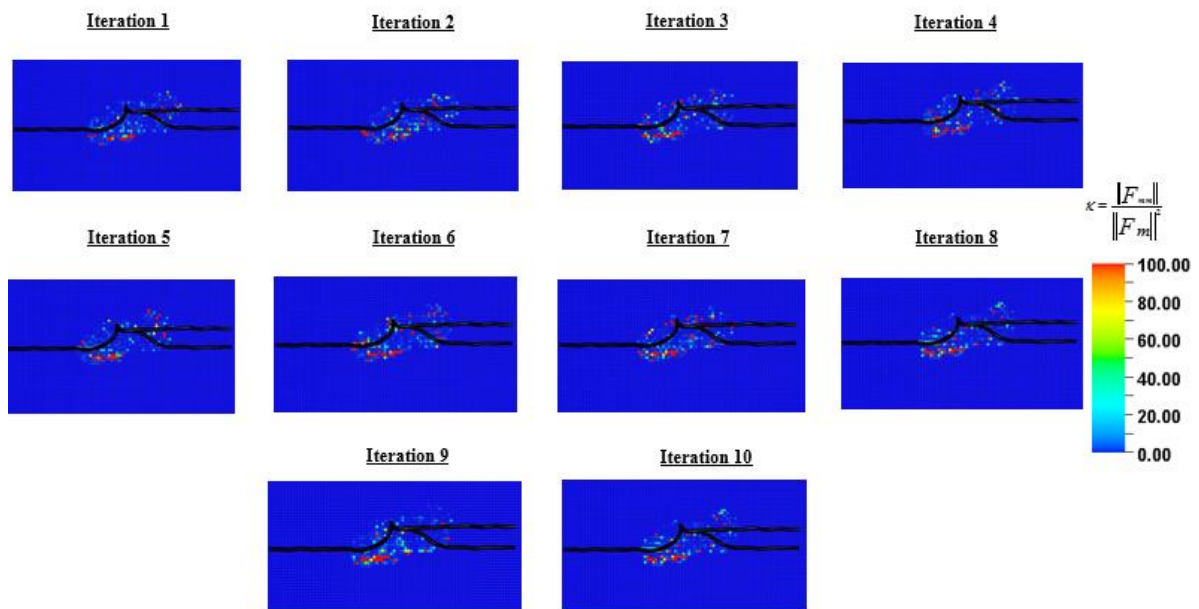 Iteration 1
Iteration 2
Iteration 3
Iteration 4
κ = ‖F
‖F m‖²
Iteration 5
Iteration 6
Iteration 7
Iteration 8
100.00
80.00
60.00
40.00
20.00
0.00
Iteration 9
Iteration 10